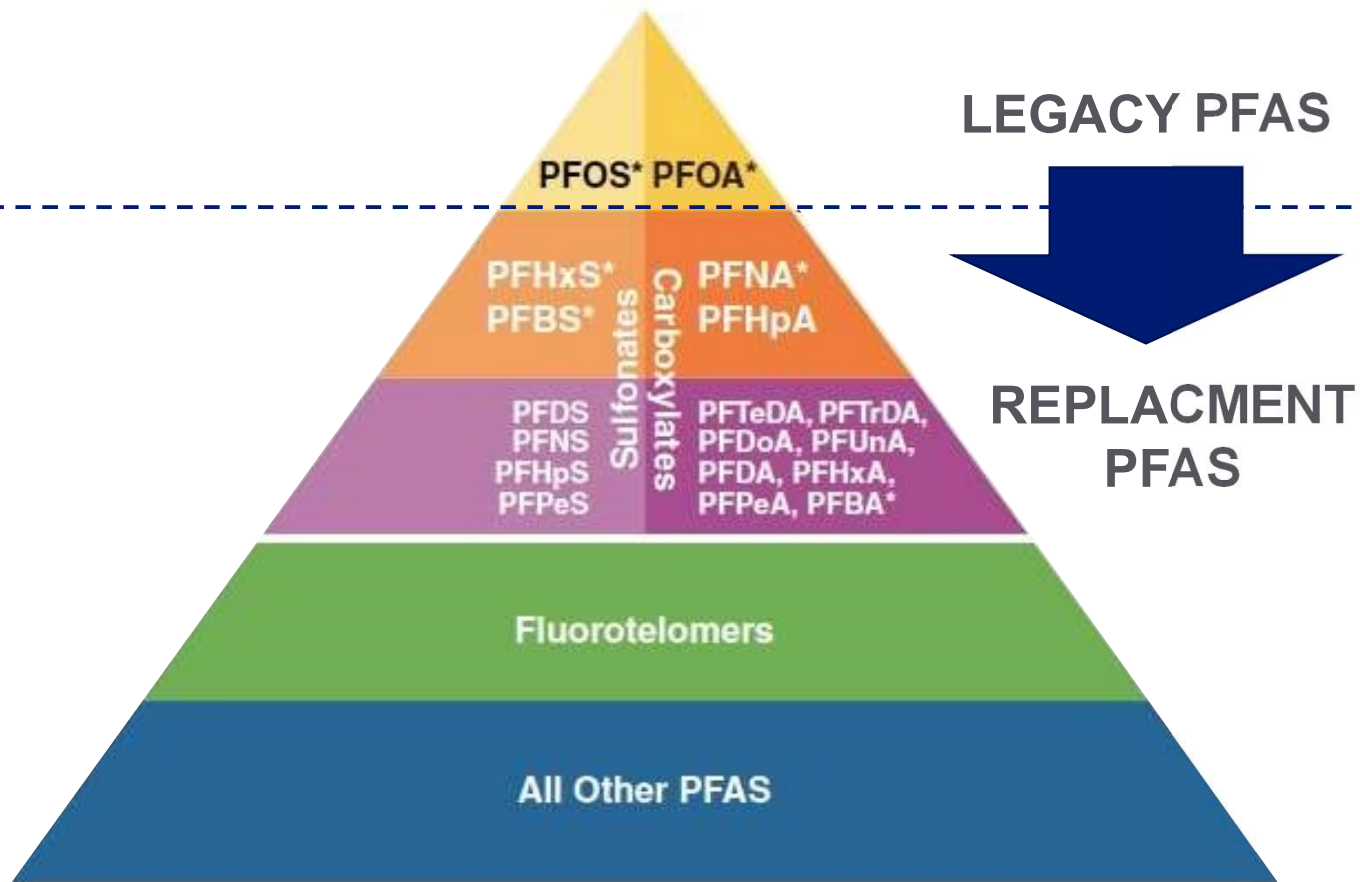 LEGACY PFAS
PFOS* PFOA*
PFHxS*
PFBS*
Sulfonates
Carboxylates
PFNA*
PFHpA
REPLACMENT
PFAS
PFDS
PFNS
PFHpS
PFPeS
PFTeDA, PFTrDA,
PFDoA, PFUnA,
PFDA, PFHxA,
PFPeA, PFBA*
Fluorotelomers
All Other PFAS